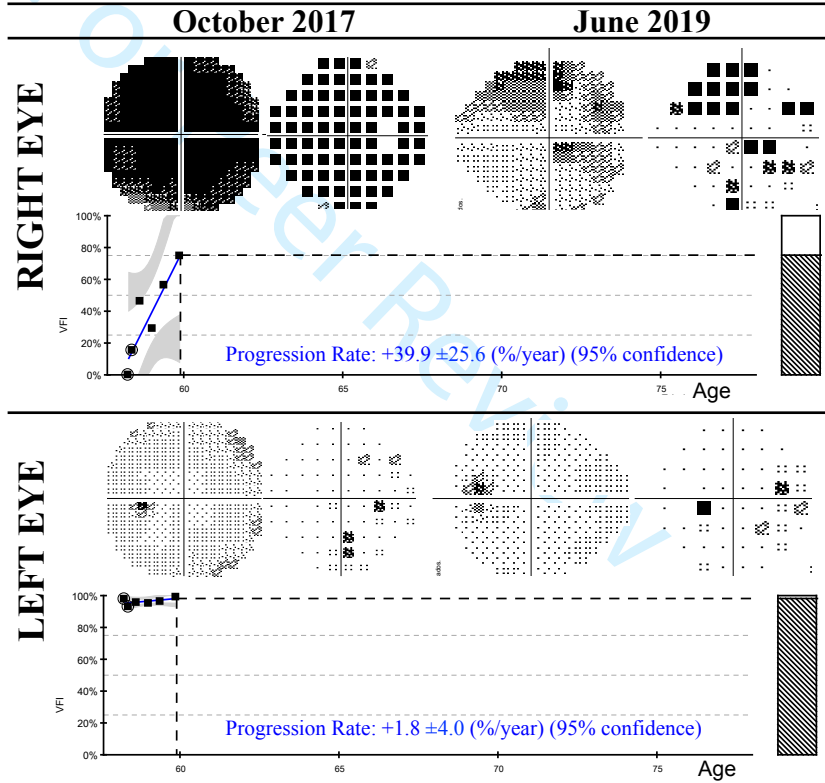 October 2017
June 2019
RIGHT EYE
ados.
100%
80%
60%
40%
20%
0%
VFI
Progression Rate: +39.9 ±25.6 (%/year) (95% confidence)
60
65
70
75
Age
LEFT EYE
ados.
100%
80%
60%
40%
20%
0%
VFI
Progression Rate: +1.8 ±4.0 (%/year) (95% confidence)
60
65
70
75
Age